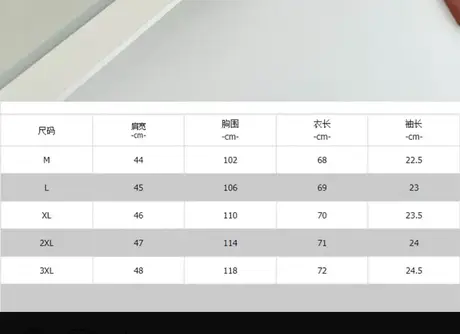 尺码 肩宽 胸围 衣长 袖长
-cm- -cm- -cm- -cm-
M 44 102 68 22.5
L 45 106 69 23
XL 46 110 70 23.5
2XL 47 114 71 24
3XL 48 118 72 24.5